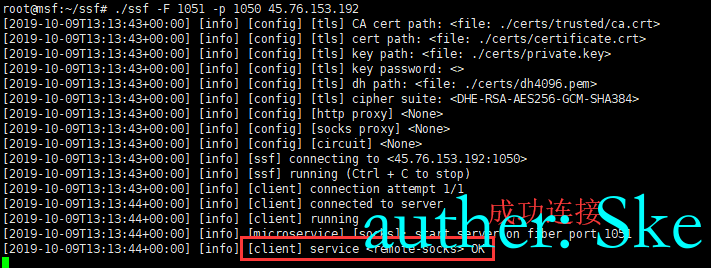 root@msf:~/ssf# ./ssf -F 1051 -p 1050 45.76.153.192
[2019-10-09T13:13:43+00:00] [info] [config] [tls] CA cert path: <file: ./certs/trusted/ca.crt>
[2019-10-09T13:13:43+00:00] [info] [config] [tls] cert path: <file: ./certs/certificate.crt>
[2019-10-09T13:13:43+00:00] [info] [config] [tls] key path: <file: ./certs/private.key>
[2019-10-09T13:13:43+00:00] [info] [config] [tls] key password: <>
[2019-10-09T13:13:43+00:00] [info] [config] [tls] dh path: <file: ./certs/dh4096.pem>
[2019-10-09T13:13:43+00:00] [info] [config] [tls] cipher suite: <DHE-RSA-AES256-GCM-SHA384>
[2019-10-09T13:13:43+00:00] [info] [config] [http proxy] <None>
[2019-10-09T13:13:43+00:00] [info] [config] [socks proxy] <None>
[2019-10-09T13:13:43+00:00] [info] [config] [circuit] <None>
[2019-10-09T13:13:43+00:00] [info] [ssf] connecting to <45.76.153.192:1050>
[2019-10-09T13:13:43+00:00] [info] [ssf] running (Ctrl + C to stop)
[2019-10-09T13:13:43+00:00] [info] [client] connection attempt 1/1
[2019-10-09T13:13:44+00:00] [info] [client] connected to server
成功连接
[2019-10-09T13:13:44+00:00] [info] [client] running
[2019-10-09T13:13:44+00:00] [info] [microservice] [socks]: start server on fiber port 1051
[2019-10-09T13:13:44+00:00] [info] [client] service <remote-socks> OK
auther: Ske